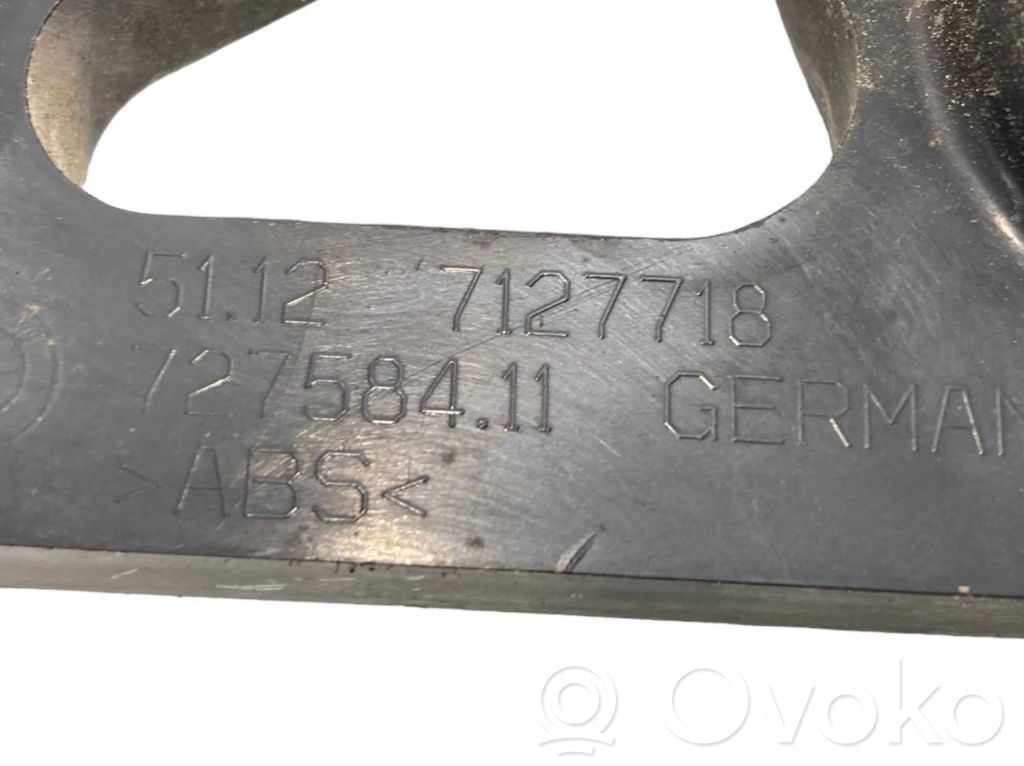 51.12 7127718
727584.11 GERMAN
>ABS<
Ovoko